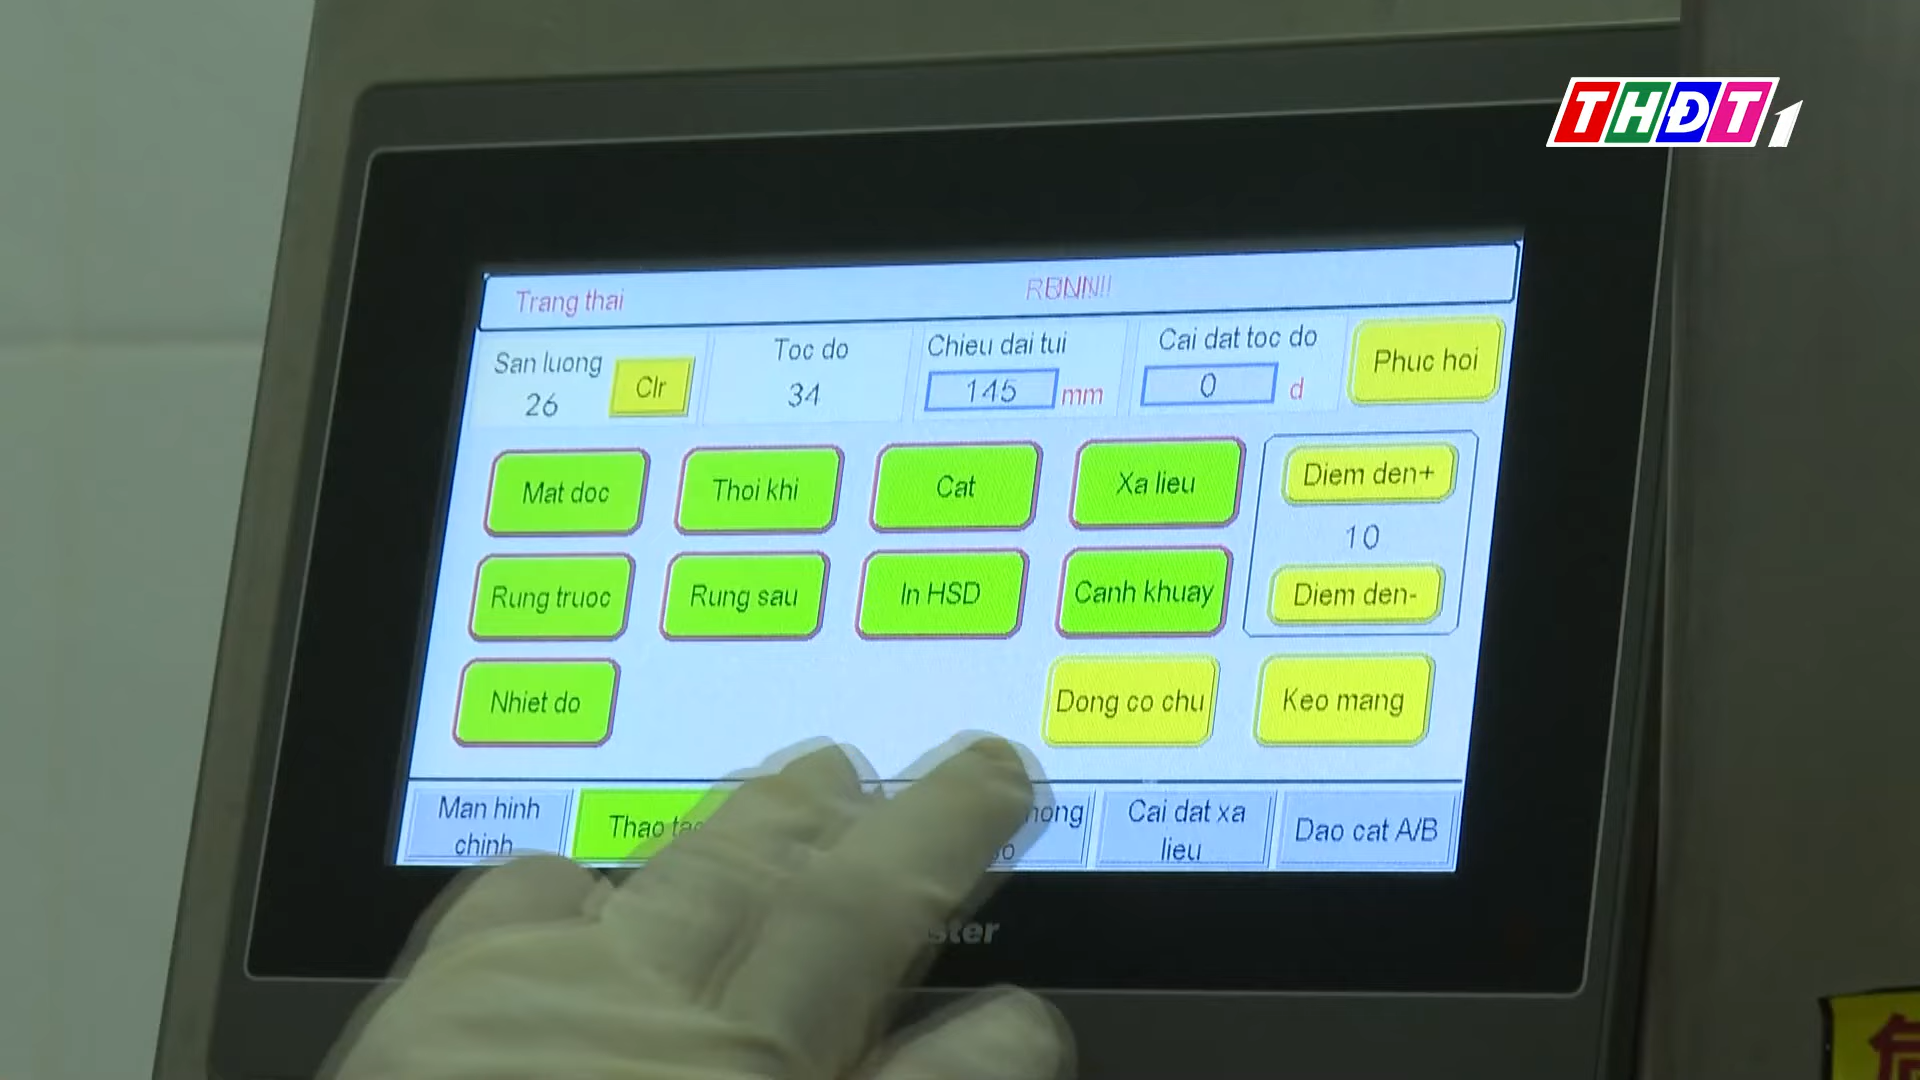 THĐT1
Trang thai
San luong
26
Clr
Toc do
34
Chieu dai tui
145 mm
Cai dat toc do
0 d
Phuc hoi
Mat doc
Thoi khi
Cat
Xa lieu
Diem den+
10
Diem den-
Rung truoc
Rung sau
In HSD
Canh khuay
Nhiet do
Dong co chu
Keo mang
Man hinh
chinh
Thao
Cai dat xa
lieu
Dao cat A/B